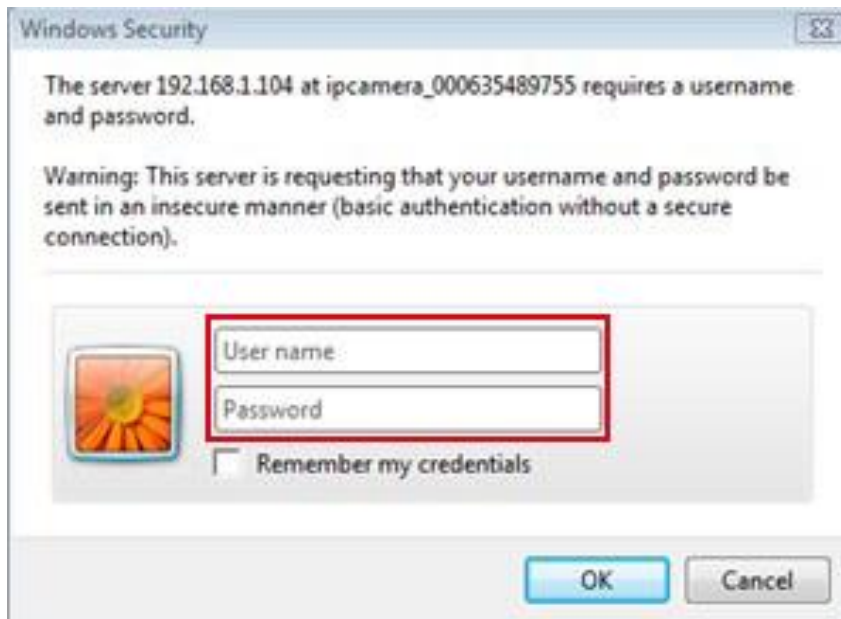 Windows Security
The server 192.168.1.104 at ipcamera_000635489755 requires a username
and password.
Warning: This server is requesting that your username and password be
sent in an insecure manner (basic authentication without a secure
connection).
User name
Password
Remember my credentials
OK Cancel